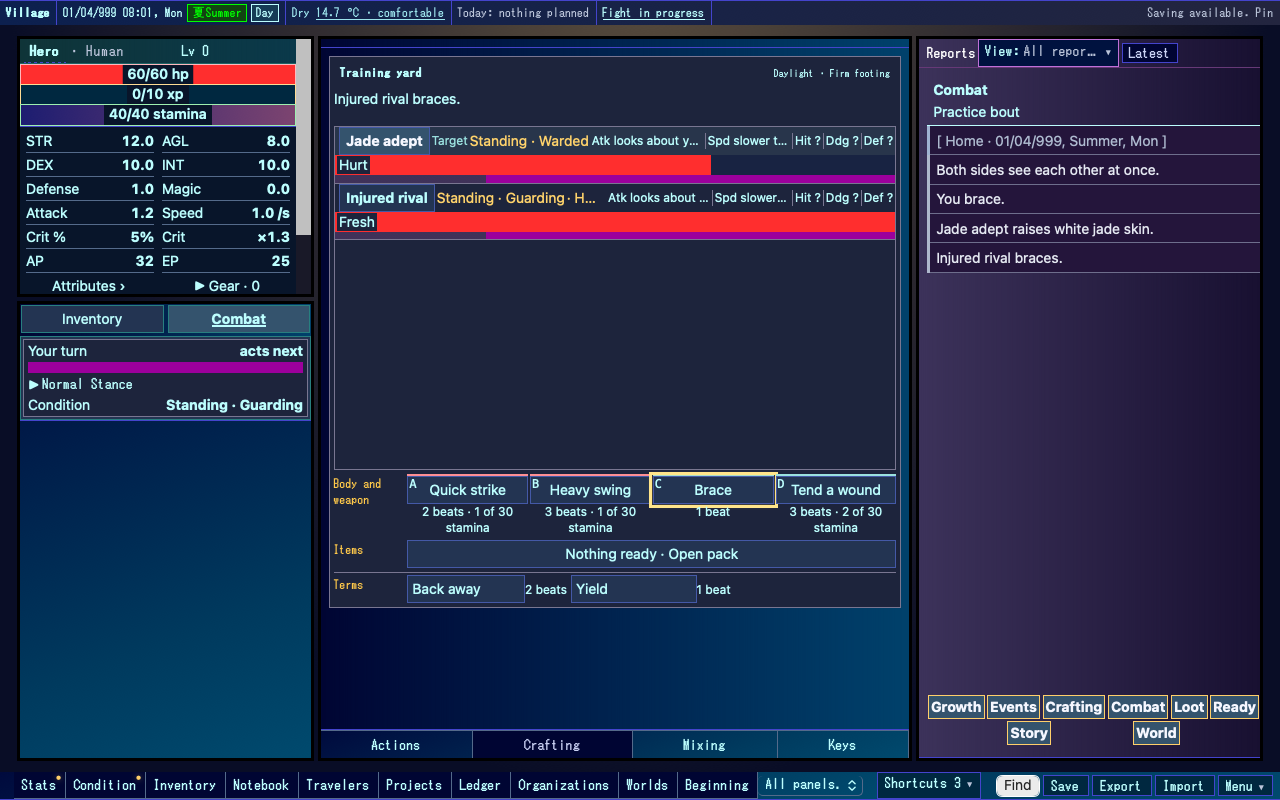 Village 01/04/999 08:01, Mon 夏Summer Day Dry 14.7 °C · comfortable Today: nothing planned Fight in progress Saving available. Pin
Hero · Human Lv 0
60/60 hp
0/10 xp
40/40 stamina
STR 12.0 AGL 8.0
DEX 10.0 INT 10.0
Defense 1.0 Magic 0.0
Attack 1.2 Speed 1.0 /s
Crit % 5% Crit ×1.3
AP 32 EP 25
Attributes › ▶ Gear · 0
Inventory Combat
Your turn acts next
▶Normal Stance
Condition Standing · Guarding
Training yard Daylight · Firm footing
Injured rival braces.
Jade adept Target Standing · Warded Atk looks about y... Spd slower t... Hit ? Ddg ? Def ?
Hurt
Injured rival Standing · Guarding · H... Atk looks about ... Spd slower... Hit ? Ddg ? Def ?
Fresh
Body and weapon
A Quick strike
2 beats · 1 of 30 stamina
B Heavy swing
3 beats · 1 of 30 stamina
C Brace
1 beat
D Tend a wound
3 beats · 2 of 30 stamina
Items Nothing ready · Open pack
Terms Back away 2 beats Yield 1 beat
Actions Crafting Mixing Keys
Reports View: All repor... ▾ Latest
Combat
Practice bout
[ Home · 01/04/999, Summer, Mon ]
Both sides see each other at once.
You brace.
Jade adept raises white jade skin.
Injured rival braces.
Growth Events Crafting Combat Loot Ready
Story World
Stats Condition Inventory Notebook Travelers Projects Ledger Organizations Worlds Beginning All panels. Shortcuts 3 ▾ Find Save Export Import Menu ▾